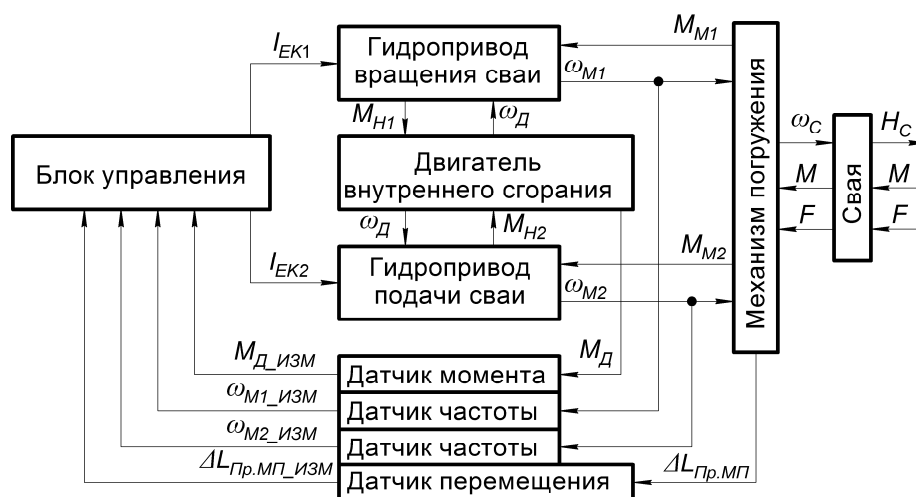 I_EK1
Гидропривод
вращения сваи
M_M1
ω_M1
M_H1
ω_Д
Блок управления
Двигатель
внутреннего сгорания
ω_Д
M_H2
I_EK2
Гидропривод
подачи сваи
M_M2
ω_M2
Механизм погружения
ω_C
H_C
M
M
F
F
Свая
M_Д_ИЗМ
Датчик момента
M_Д
ω_M1_ИЗМ
Датчик частоты
ω_M2_ИЗМ
Датчик частоты
ΔL_Пр.МП_ИЗМ
Датчик перемещения
ΔL_Пр.МП